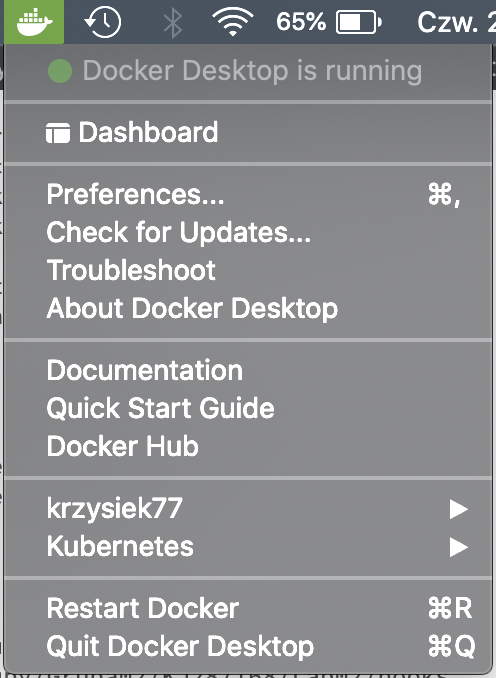 65% Czw. 2
Docker Desktop is running
Dashboard
Preferences... ⌘,
Check for Updates...
Troubleshoot
About Docker Desktop
Documentation
Quick Start Guide
Docker Hub
krzysiek77
Kubernetes
Restart Docker ⌘R
Quit Docker Desktop ⌘Q